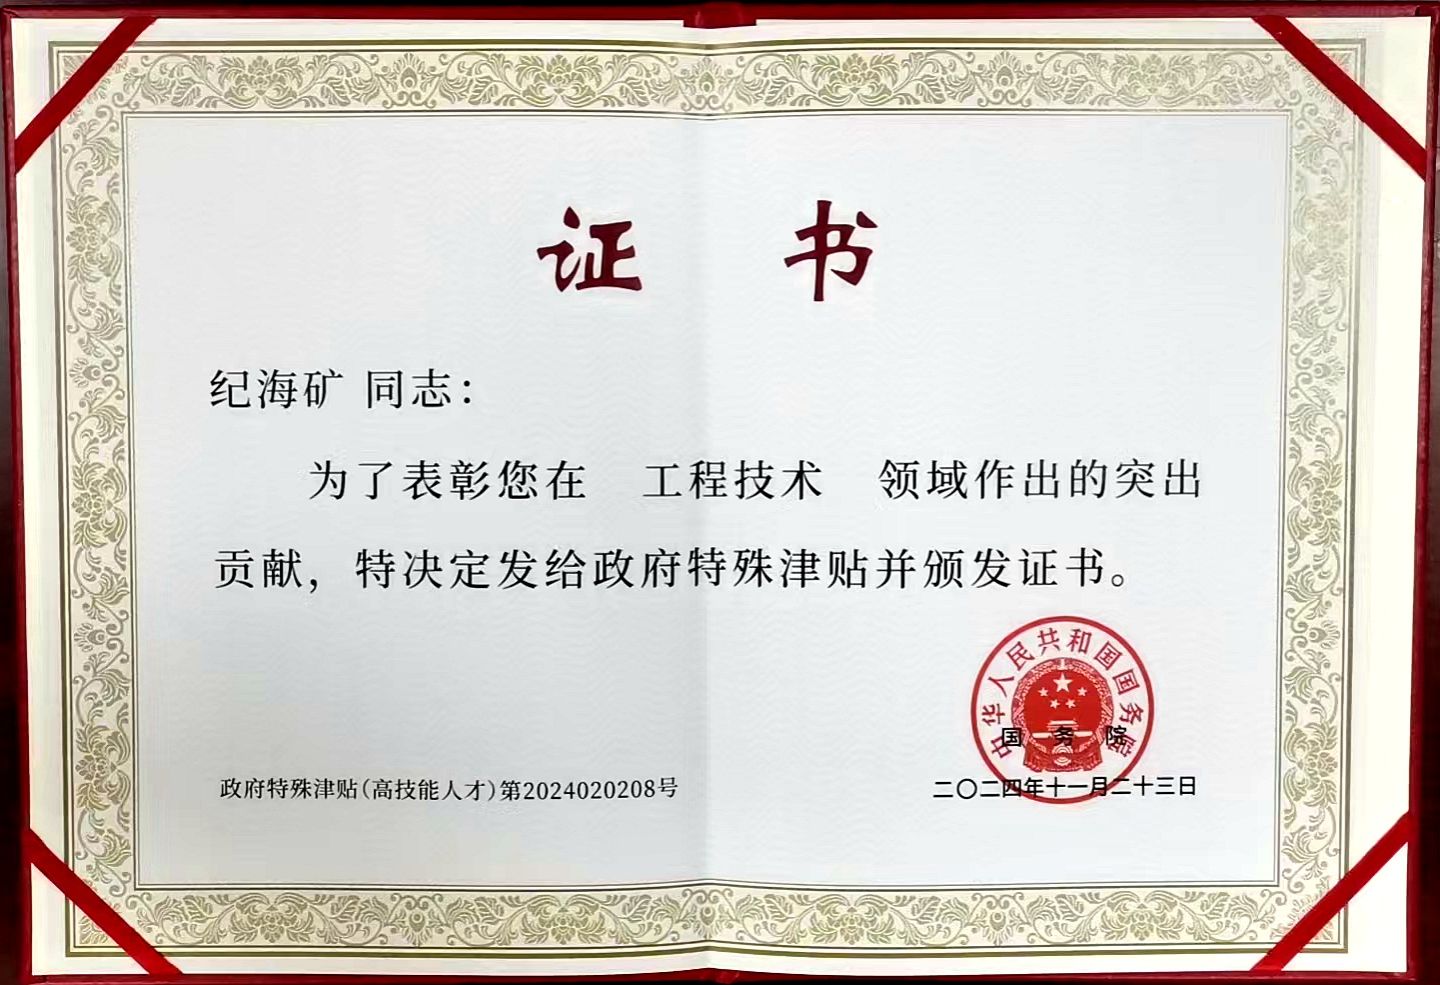 证书
纪海矿 同志：
为了表彰您在 工程技术 领域作出的突出
贡献，特决定发给政府特殊津贴并颁发证书。
中华人民共和国国务院
国务院
政府特殊津贴(高技能人才)第2024020208号
二〇二四年十一月二十三日